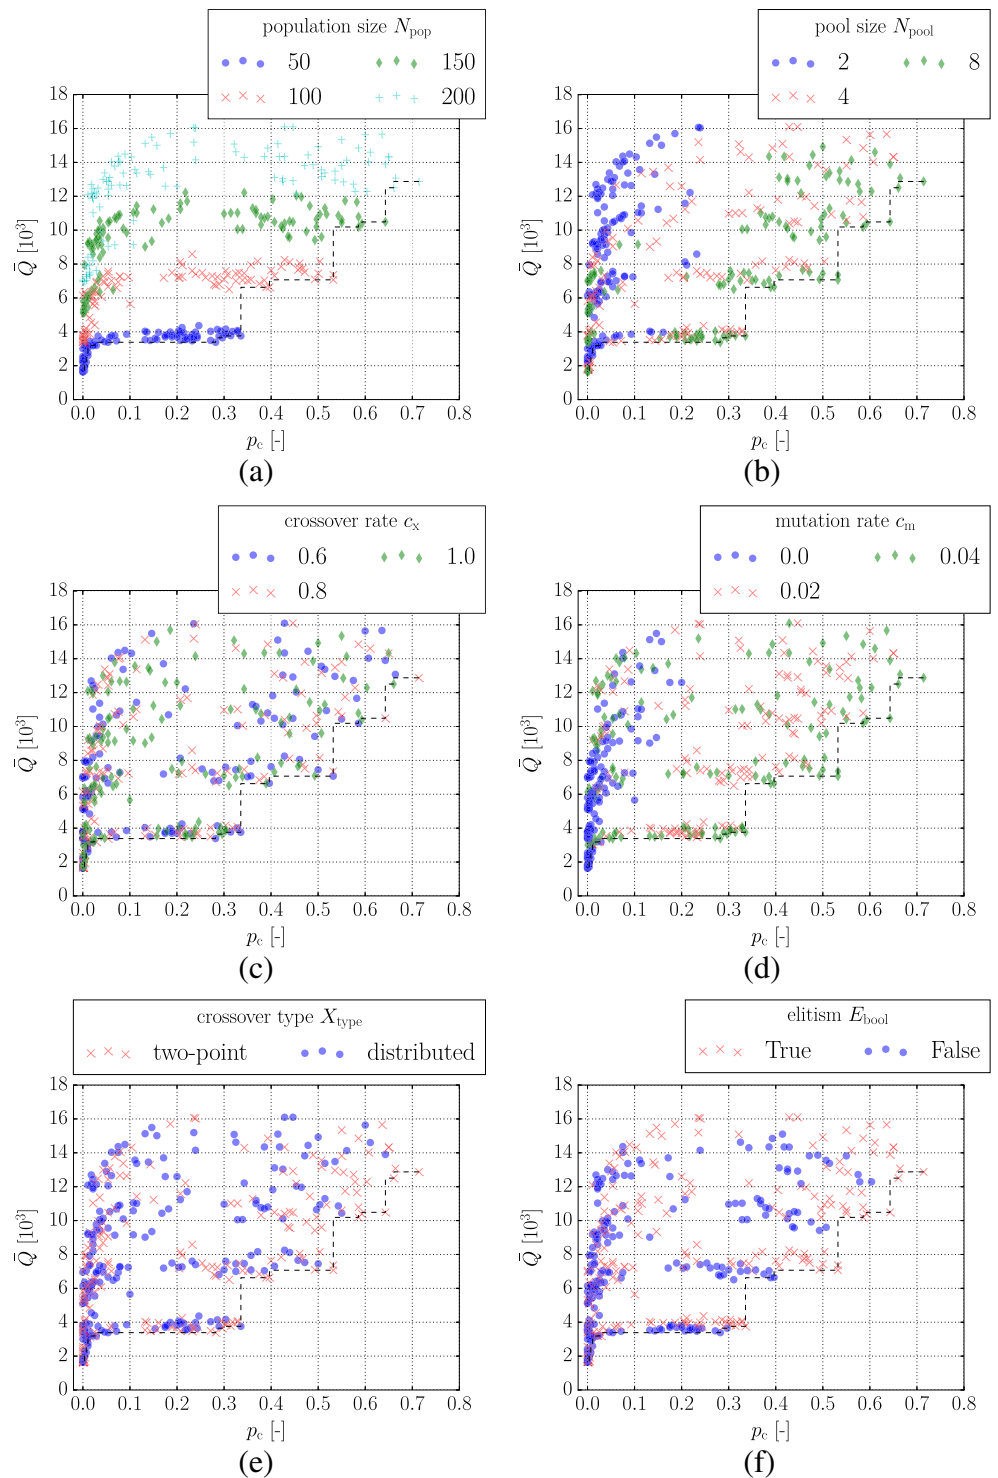 population size N_pop
50 150
100 200
18
16
14
12
10
8
6
4
2
0
Q̄ [10³]
0.0 0.1 0.2 0.3 0.4 0.5 0.6 0.7 0.8
p_c [-]
(a)
pool size N_pool
2 8
4
18
16
14
12
10
8
6
4
2
0
Q̄ [10³]
0.0 0.1 0.2 0.3 0.4 0.5 0.6 0.7 0.8
p_c [-]
(b)
crossover rate c_x
0.6 1.0
0.8
18
16
14
12
10
8
6
4
2
0
Q̄ [10³]
0.0 0.1 0.2 0.3 0.4 0.5 0.6 0.7 0.8
p_c [-]
(c)
mutation rate c_m
0.0 0.04
0.02
18
16
14
12
10
8
6
4
2
0
Q̄ [10³]
0.0 0.1 0.2 0.3 0.4 0.5 0.6 0.7 0.8
p_c [-]
(d)
crossover type X_type
two-point distributed
18
16
14
12
10
8
6
4
2
0
Q̄ [10³]
0.0 0.1 0.2 0.3 0.4 0.5 0.6 0.7 0.8
p_c [-]
(e)
elitism E_bool
True False
18
16
14
12
10
8
6
4
2
0
Q̄ [10³]
0.0 0.1 0.2 0.3 0.4 0.5 0.6 0.7 0.8
p_c [-]
(f)